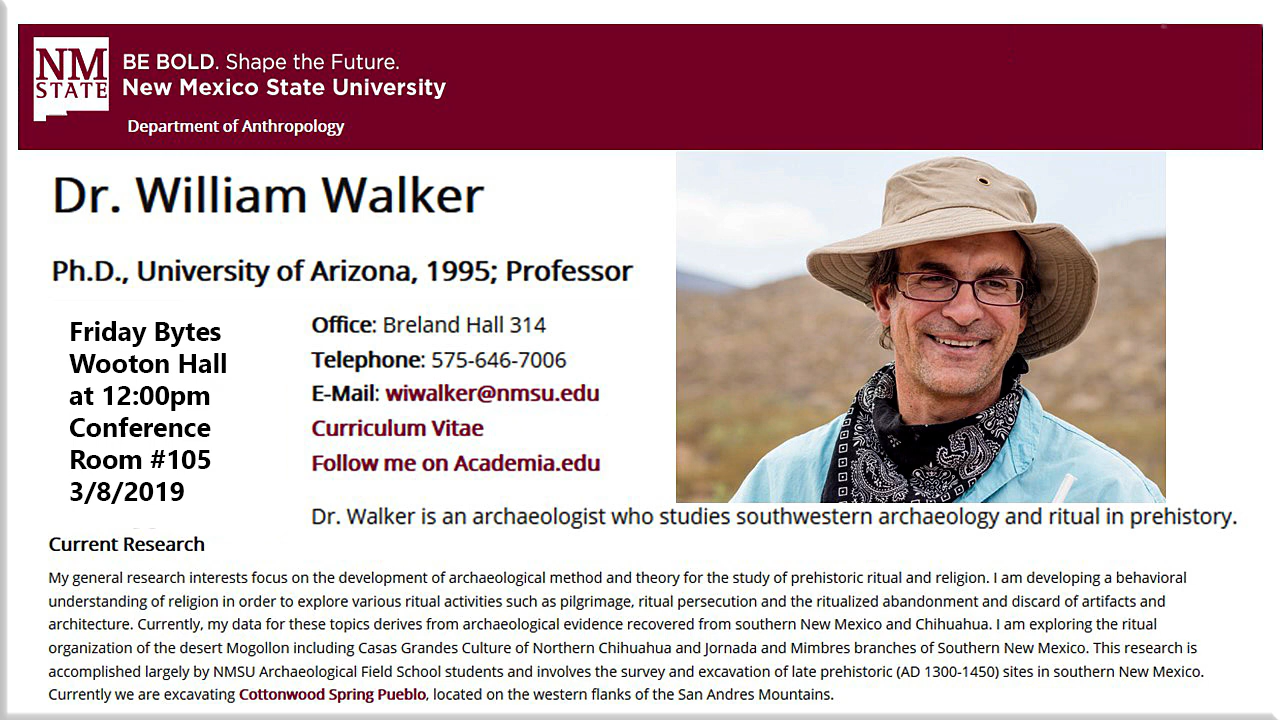 NM
STATE
BE BOLD. Shape the Future.
New Mexico State University
Department of Anthropology
Dr. William Walker
Ph.D., University of Arizona, 1995; Professor
Friday Bytes
Wooton Hall
at 12:00pm
Conference
Room #105
3/8/2019
Office: Breland Hall 314
Telephone: 575-646-7006
E-Mail: wiwalker@nmsu.edu
Curriculum Vitae
Follow me on Academia.edu
Dr. Walker is an archaeologist who studies southwestern archaeology and ritual in prehistory.
Current Research
My general research interests focus on the development of archaeological method and theory for the study of prehistoric ritual and religion. I am developing a behavioral
understanding of religion in order to explore various ritual activities such as pilgrimage, ritual persecution and the ritualized abandonment and discard of artifacts and
architecture. Currently, my data for these topics derives from archaeological evidence recovered from southern New Mexico and Chihuahua. I am exploring the ritual
organization of the desert Mogollon including Casas Grandes Culture of Northern Chihuahua and Jornada and Mimbres branches of Southern New Mexico. This research is
accomplished largely by NMSU Archaeological Field School students and involves the survey and excavation of late prehistoric (AD 1300-1450) sites in southern New Mexico.
Currently we are excavating Cottonwood Spring Pueblo, located on the western flanks of the San Andres Mountains.